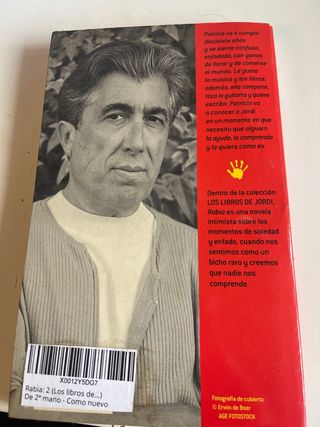 Patricia va a cumplir
diecisiete años y
y se siente confusa,
enfadada, con ganas
de llorar y de comerse
el mundo. Le gusta
la música y los libros;
además, ella compone,
toca la guitarra y quiere
escribir. Patricia va
a conocer a Jordi
en un momento en que
necesita que alguien
la ayude, la comprenda
y la quiera como es.
Dentro de la colección
LOS LIBROS DE JORDI,
Rabia es una novela
intimista sobre los
momentos de soledad
y enfado, cuando nos
sentimos como un
bicho raro y creemos
que nadie nos
comprende.
Fotografía de cubierta:
© Erwin de Boer
AGE FOTOSTOCK
X0012Y5DG7
Rabia: 2 (Los libros de...)
De 2ª mano - Como nuevo